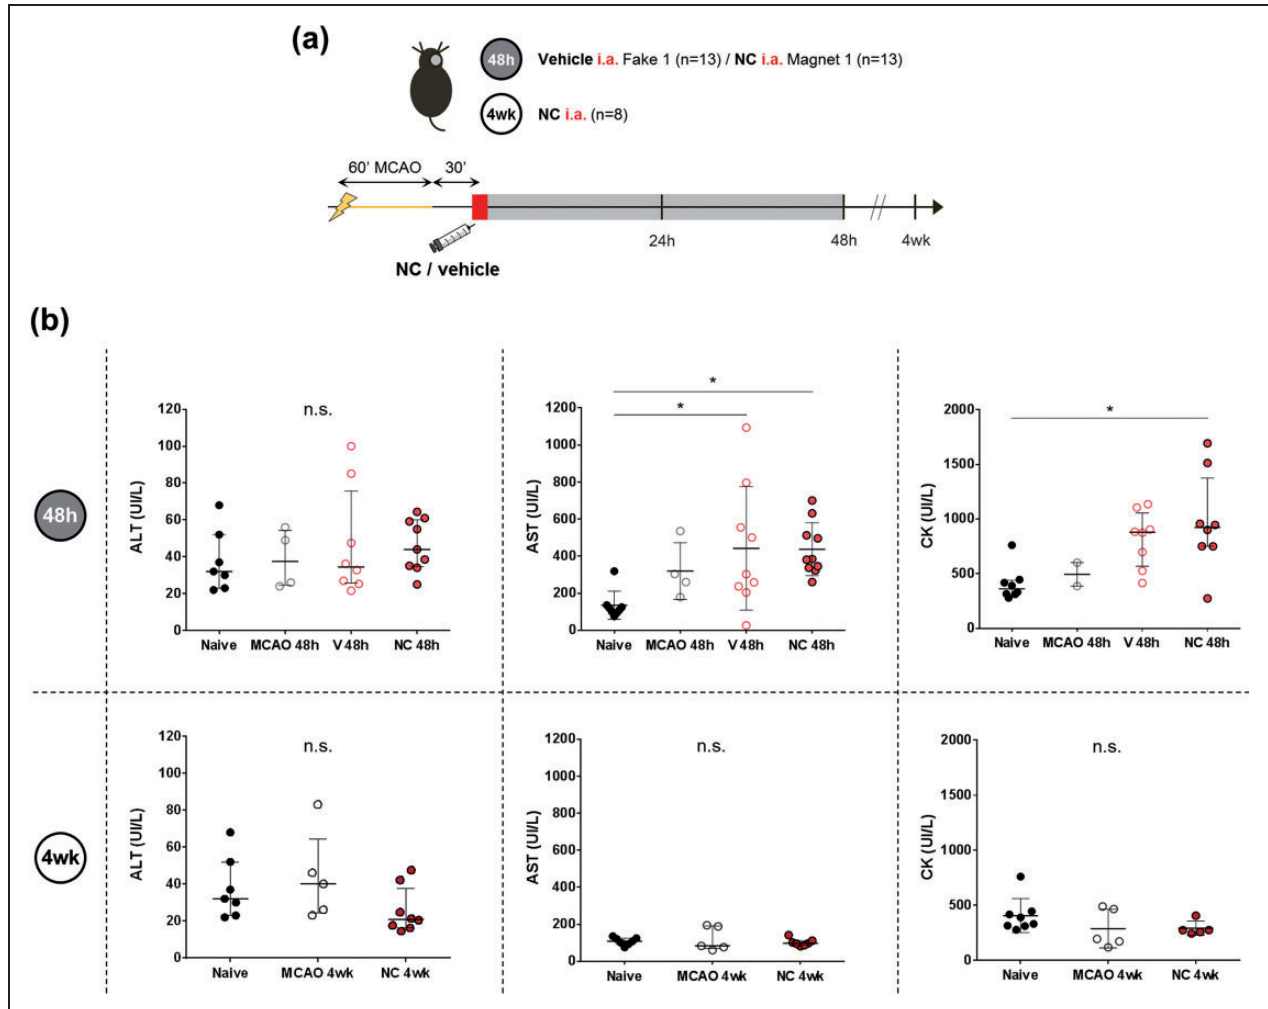 (a)
48h
Vehicle i.a. Fake 1 (n=13) / NC i.a. Magnet 1 (n=13)
4wk
NC i.a. (n=8)
60' MCAO
30'
24h
48h
4wk
NC / vehicle
(b)
48h
n.s.
120
100
80
60
40
20
0
ALT (UI/L)
Naive
MCAO 48h
V 48h
NC 48h
*
*
1200
1000
800
600
400
200
0
AST (UI/L)
Naive
MCAO 48h
V 48h
NC 48h
*
2000
1500
1000
500
0
CK (UI/L)
Naive
MCAO 48h
V 48h
NC 48h
4wk
n.s.
120
100
80
60
40
20
0
ALT (UI/L)
Naive
MCAO 4wk
NC 4wk
n.s.
1200
1000
800
600
400
200
0
AST (UI/L)
Naive
MCAO 4wk
NC 4wk
n.s.
2000
1500
1000
500
0
CK (UI/L)
Naive
MCAO 4wk
NC 4wk